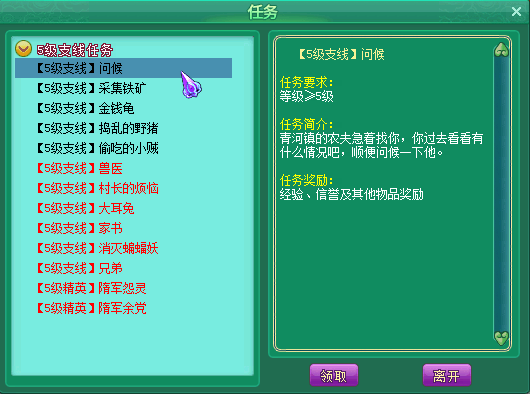 任务
5级支线任务
【5级支线】问候
【5级支线】采集铁矿
【5级支线】金钱龟
【5级支线】捣乱的野猪
【5级支线】偷吃的小贼
【5级支线】兽医
【5级支线】村长的烦恼
【5级支线】大耳兔
【5级支线】家书
【5级支线】消灭蝙蝠妖
【5级支线】兄弟
【5级精英】隋军怨灵
【5级精英】隋军余党
【5级支线】问候
任务要求:
等级≥5级
任务简介:
青河镇的农夫急着找你，你过去看看有
什么情况吧，顺便问候一下他。
任务奖励:
经验、信誉及其他物品奖励
领取
离开